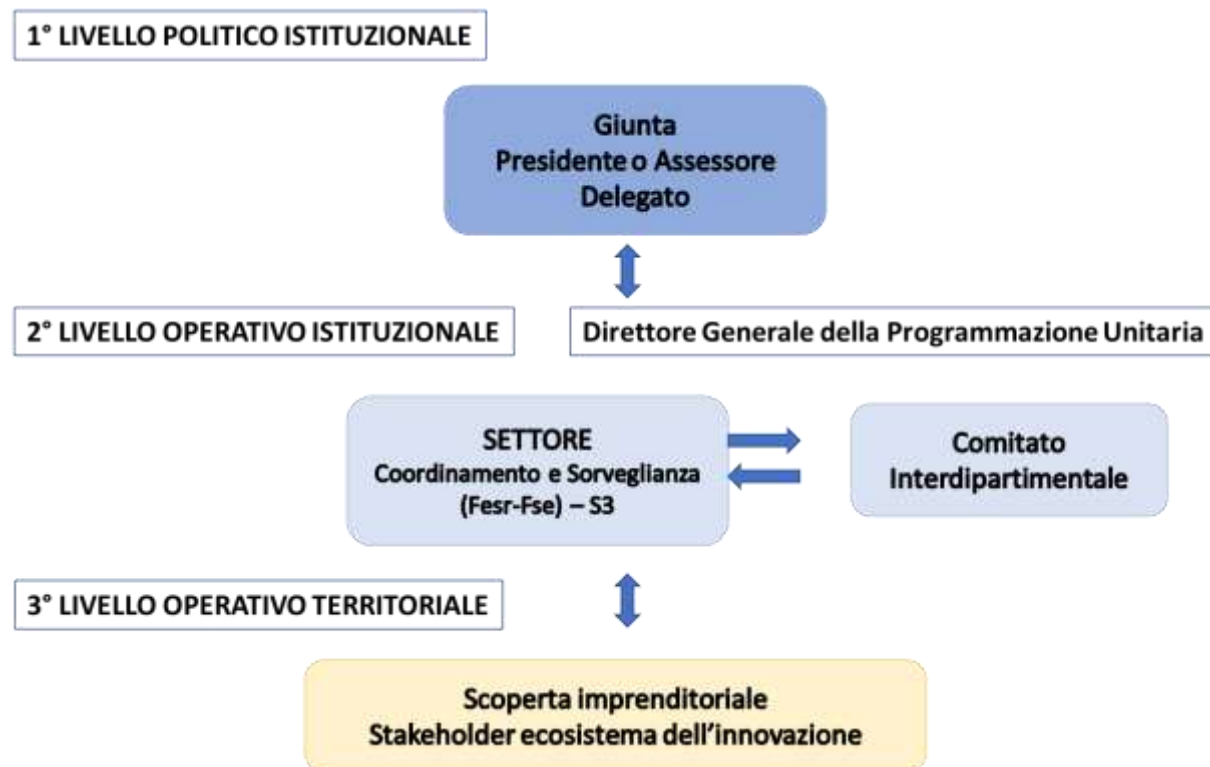 1° LIVELLO POLITICO ISTITUZIONALE
Giunta
Presidente o Assessore
Delegato
2° LIVELLO OPERATIVO ISTITUZIONALE
Direttore Generale della Programmazione Unitaria
SETTORE
Coordinamento e Sorveglianza
(Fesr-Fse) – S3
Comitato
Interdipartimentale
3° LIVELLO OPERATIVO TERRITORIALE
Scoperta imprenditoriale
Stakeholder ecosistema dell’innovazione